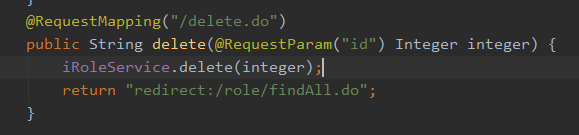 }
@RequestMapping("/delete.do")
public String delete(@RequestParam("id") Integer integer) {
iRoleService.delete(integer);
return "redirect:/role/findAll.do";
}